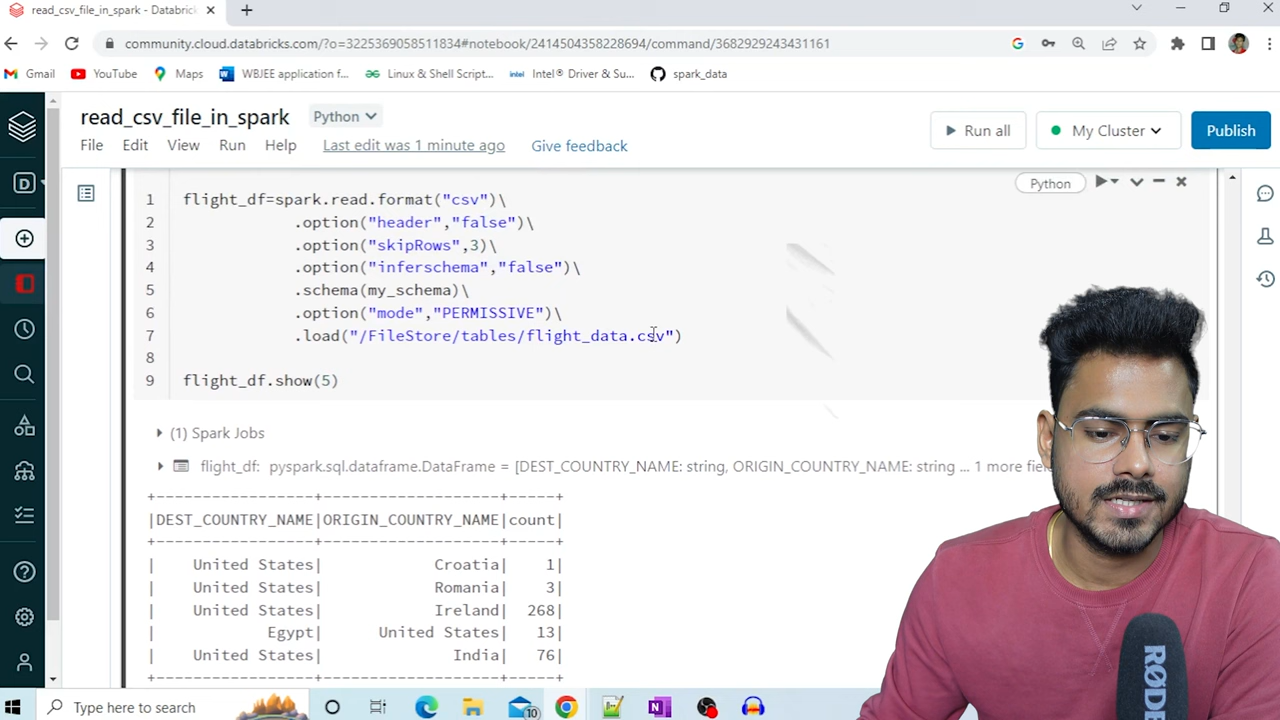 read_csv_file_in_spark - Databri
community.cloud.databricks.com/?o=3225369058511834#notebook/2414504358228694/command/3682929243431161
Gmail
YouTube
Maps
WBJEE application f...
Linux & Shell Script...
Intel® Driver & Su...
spark_data
read_csv_file_in_spark
Python
File
Edit
View
Run
Help
Last edit was 1 minute ago
Give feedback
Run all
My Cluster
Publish
D
Python
1 flight_df=spark.read.format("csv")\
2 .option("header","false")\
3 .option("skipRows",3)\
4 .option("inferschema","false")\
5 .schema(my_schema)\
6 .option("mode","PERMISSIVE")\
7 .load("/FileStore/tables/flight_data.csv")
8
9 flight_df.show(5)
(1) Spark Jobs
flight_df: pyspark.sql.dataframe.DataFrame = [DEST_COUNTRY_NAME: string, ORIGIN_COUNTRY_NAME: string ... 1 more
+-----------------+-------------------+-----+
|DEST_COUNTRY_NAME|ORIGIN_COUNTRY_NAME|count|
+-----------------+-------------------+-----+
| United States| Croatia| 1|
| United States| Romania| 3|
| United States| Ireland| 268|
| Egypt| United States| 13|
| United States| India| 76|
+-----------------+-------------------+-----+
Type here to search
10
RØDE